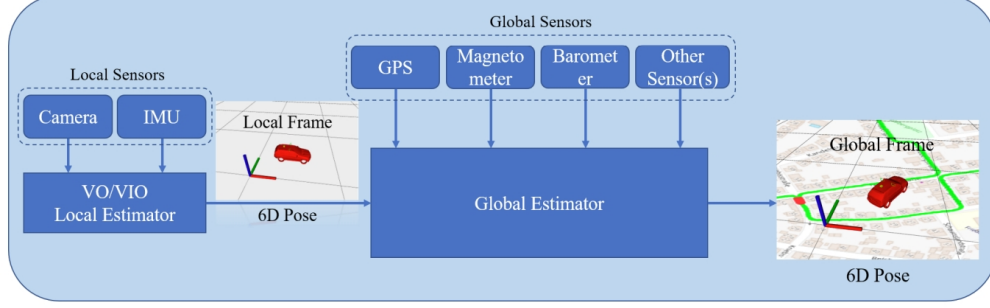 Global Sensors
GPS
Magneto
meter
Baromet
er
Other
Sensor(s)
Local Sensors
Camera
IMU
Local Frame
VO/VIO
Local Estimator
6D Pose
Global Estimator
Global Frame
6D Pose